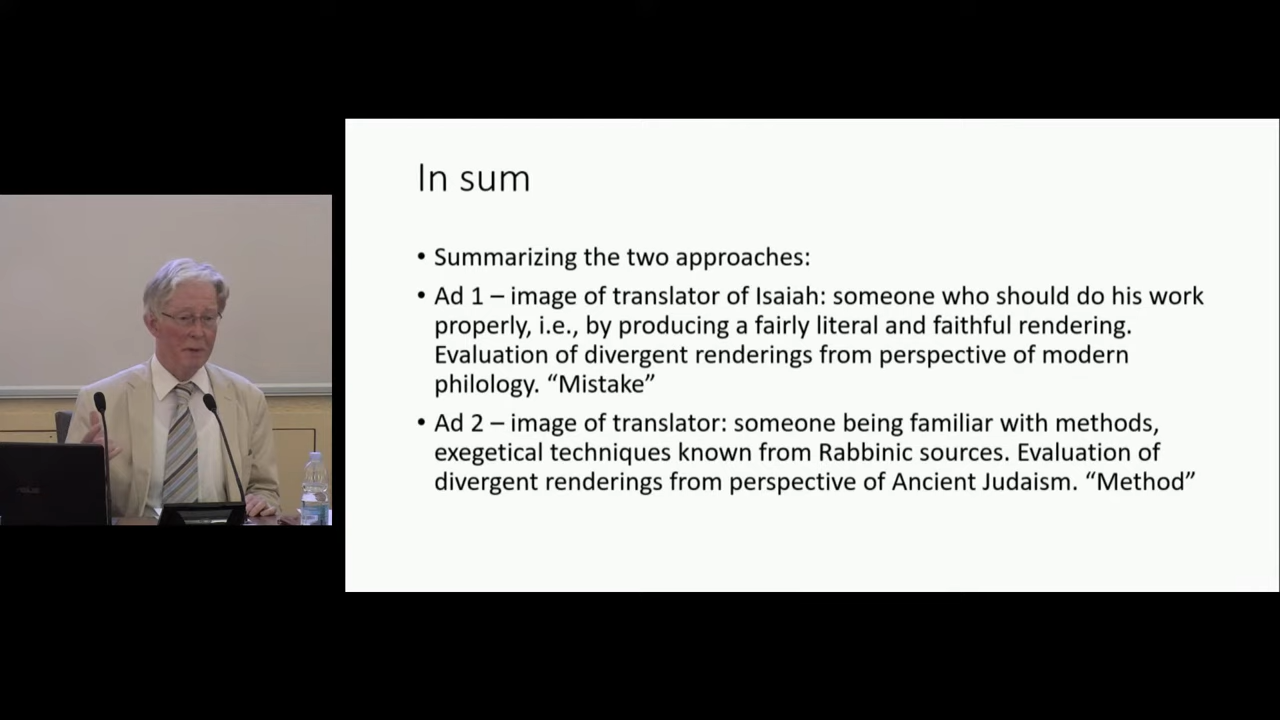 In sum
• Summarizing the two approaches:
• Ad 1 – image of translator of Isaiah: someone who should do his work
properly, i.e., by producing a fairly literal and faithful rendering.
Evaluation of divergent renderings from perspective of modern
philology. “Mistake”
• Ad 2 – image of translator: someone being familiar with methods,
exegetical techniques known from Rabbinic sources. Evaluation of
divergent renderings from perspective of Ancient Judaism. “Method”